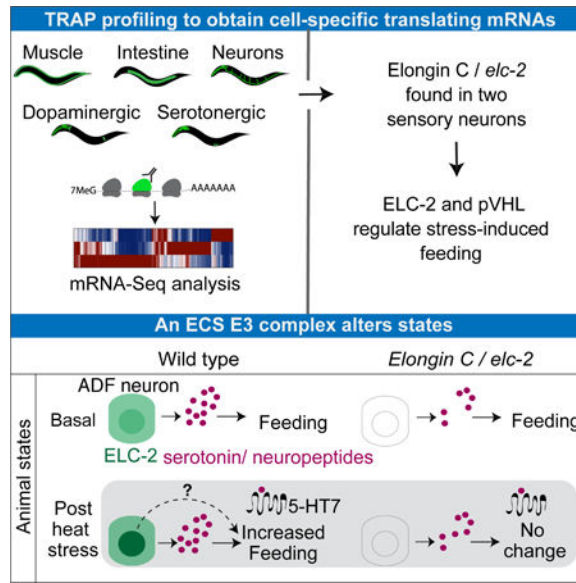 TRAP profiling to obtain cell-specific translating mRNAs
Muscle
Intestine
Neurons
Dopaminergic
Serotonergic
7MeG
AAAAAAA
mRNA-Seq analysis
Elongin C / elc-2
found in two
sensory neurons
ELC-2 and pVHL
regulate stress-induced
feeding
An ECS E3 complex alters states
Wild type
Elongin C / elc-2
Animal states
ADF neuron
Basal
Feeding
Feeding
ELC-2 serotonin/ neuropeptides
Post
heat
stress
?
5-HT7
Increased
Feeding
No
change